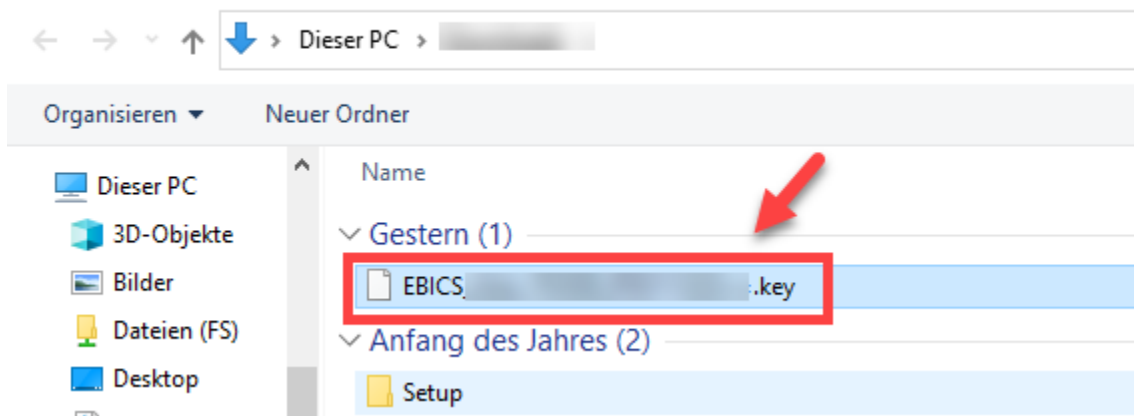 Dieser PC
Organisieren Neuer Ordner
Name
Dieser PC
3D-Objekte
Bilder
Dateien (FS)
Desktop
Gestern (1)
EBICS_ .key
Anfang des Jahres (2)
Setup